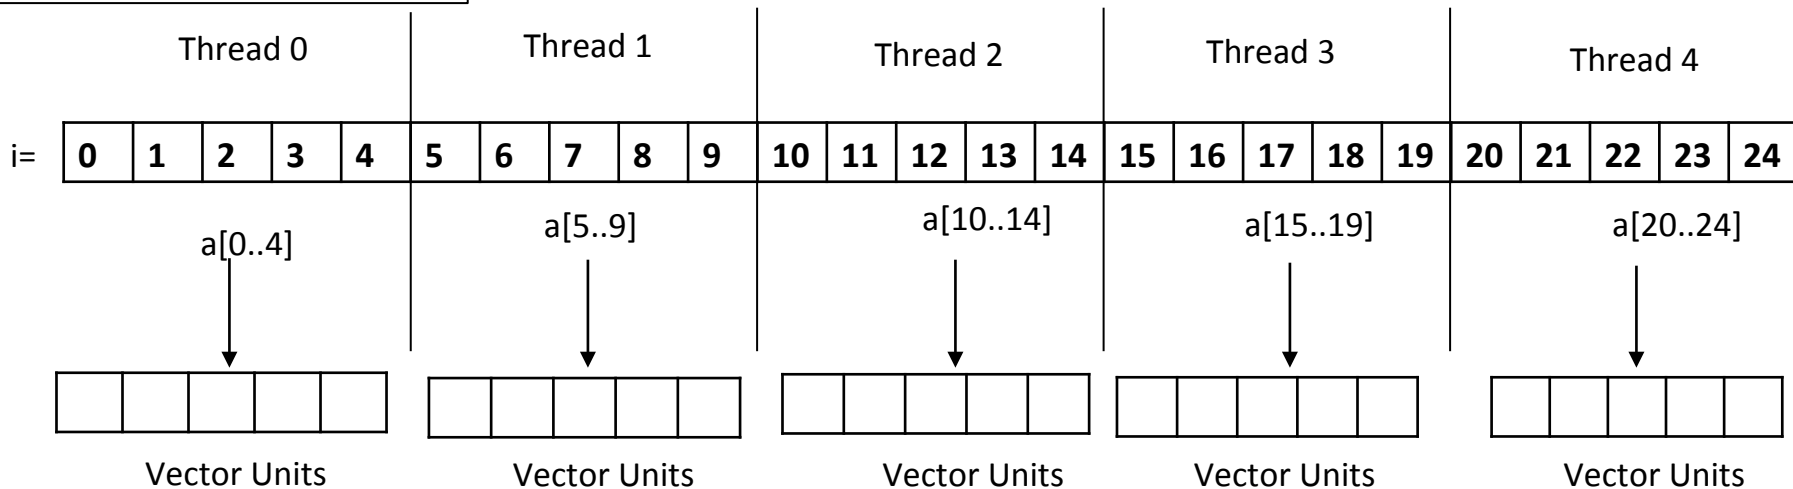 Thread 0 Thread 1 Thread 2 Thread 3 Thread 4
i= 0 1 2 3 4 5 6 7 8 9 10 11 12 13 14 15 16 17 18 19 20 21 22 23 24
a[0..4] a[5..9] a[10..14] a[15..19] a[20..24]
Vector Units Vector Units Vector Units Vector Units Vector Units